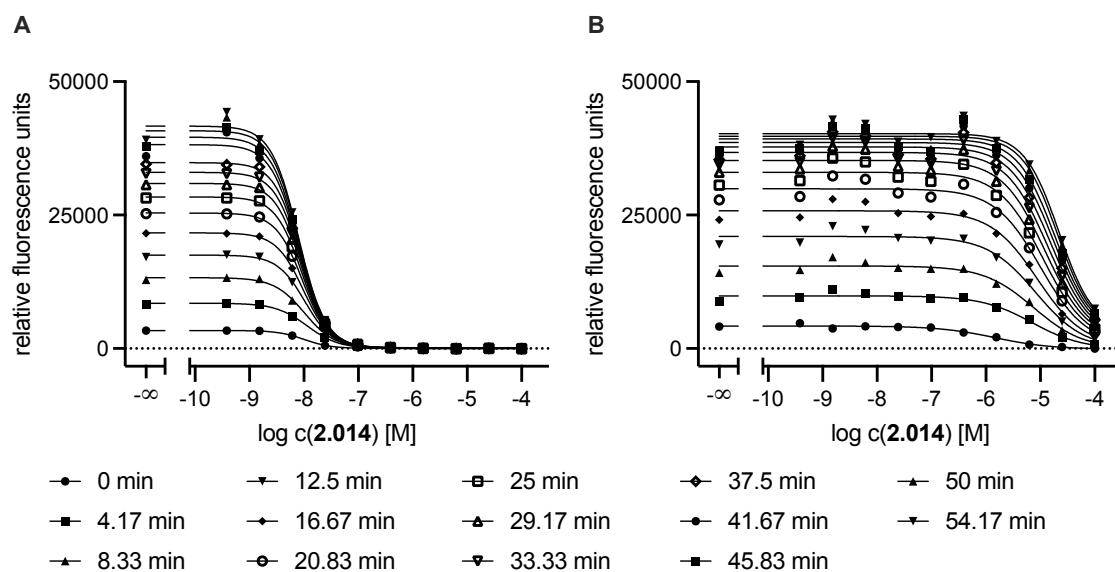 A
B
relative fluorescence units
50000
25000
0
-∞
-10
-9
-8
-7
-6
-5
-4
log c(2.014) [M]
relative fluorescence units
50000
25000
0
-∞
-10
-9
-8
-7
-6
-5
-4
log c(2.014) [M]
0 min
12.5 min
25 min
37.5 min
50 min
4.17 min
16.67 min
29.17 min
41.67 min
54.17 min
8.33 min
20.83 min
33.33 min
45.83 min